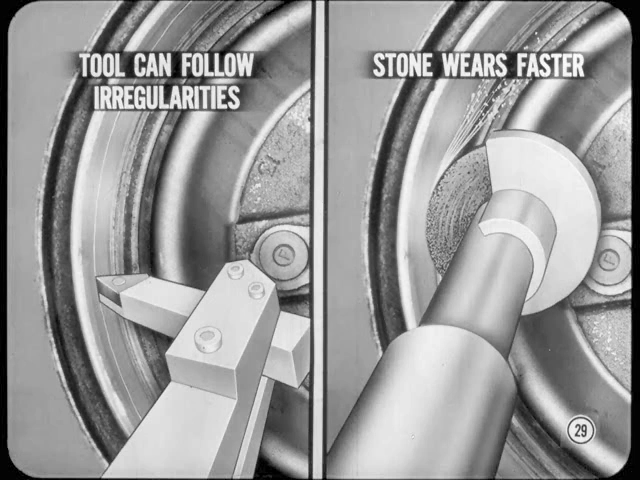 TOOL CAN FOLLOW
IRREGULARITIES
STONE WEARS FASTER
29